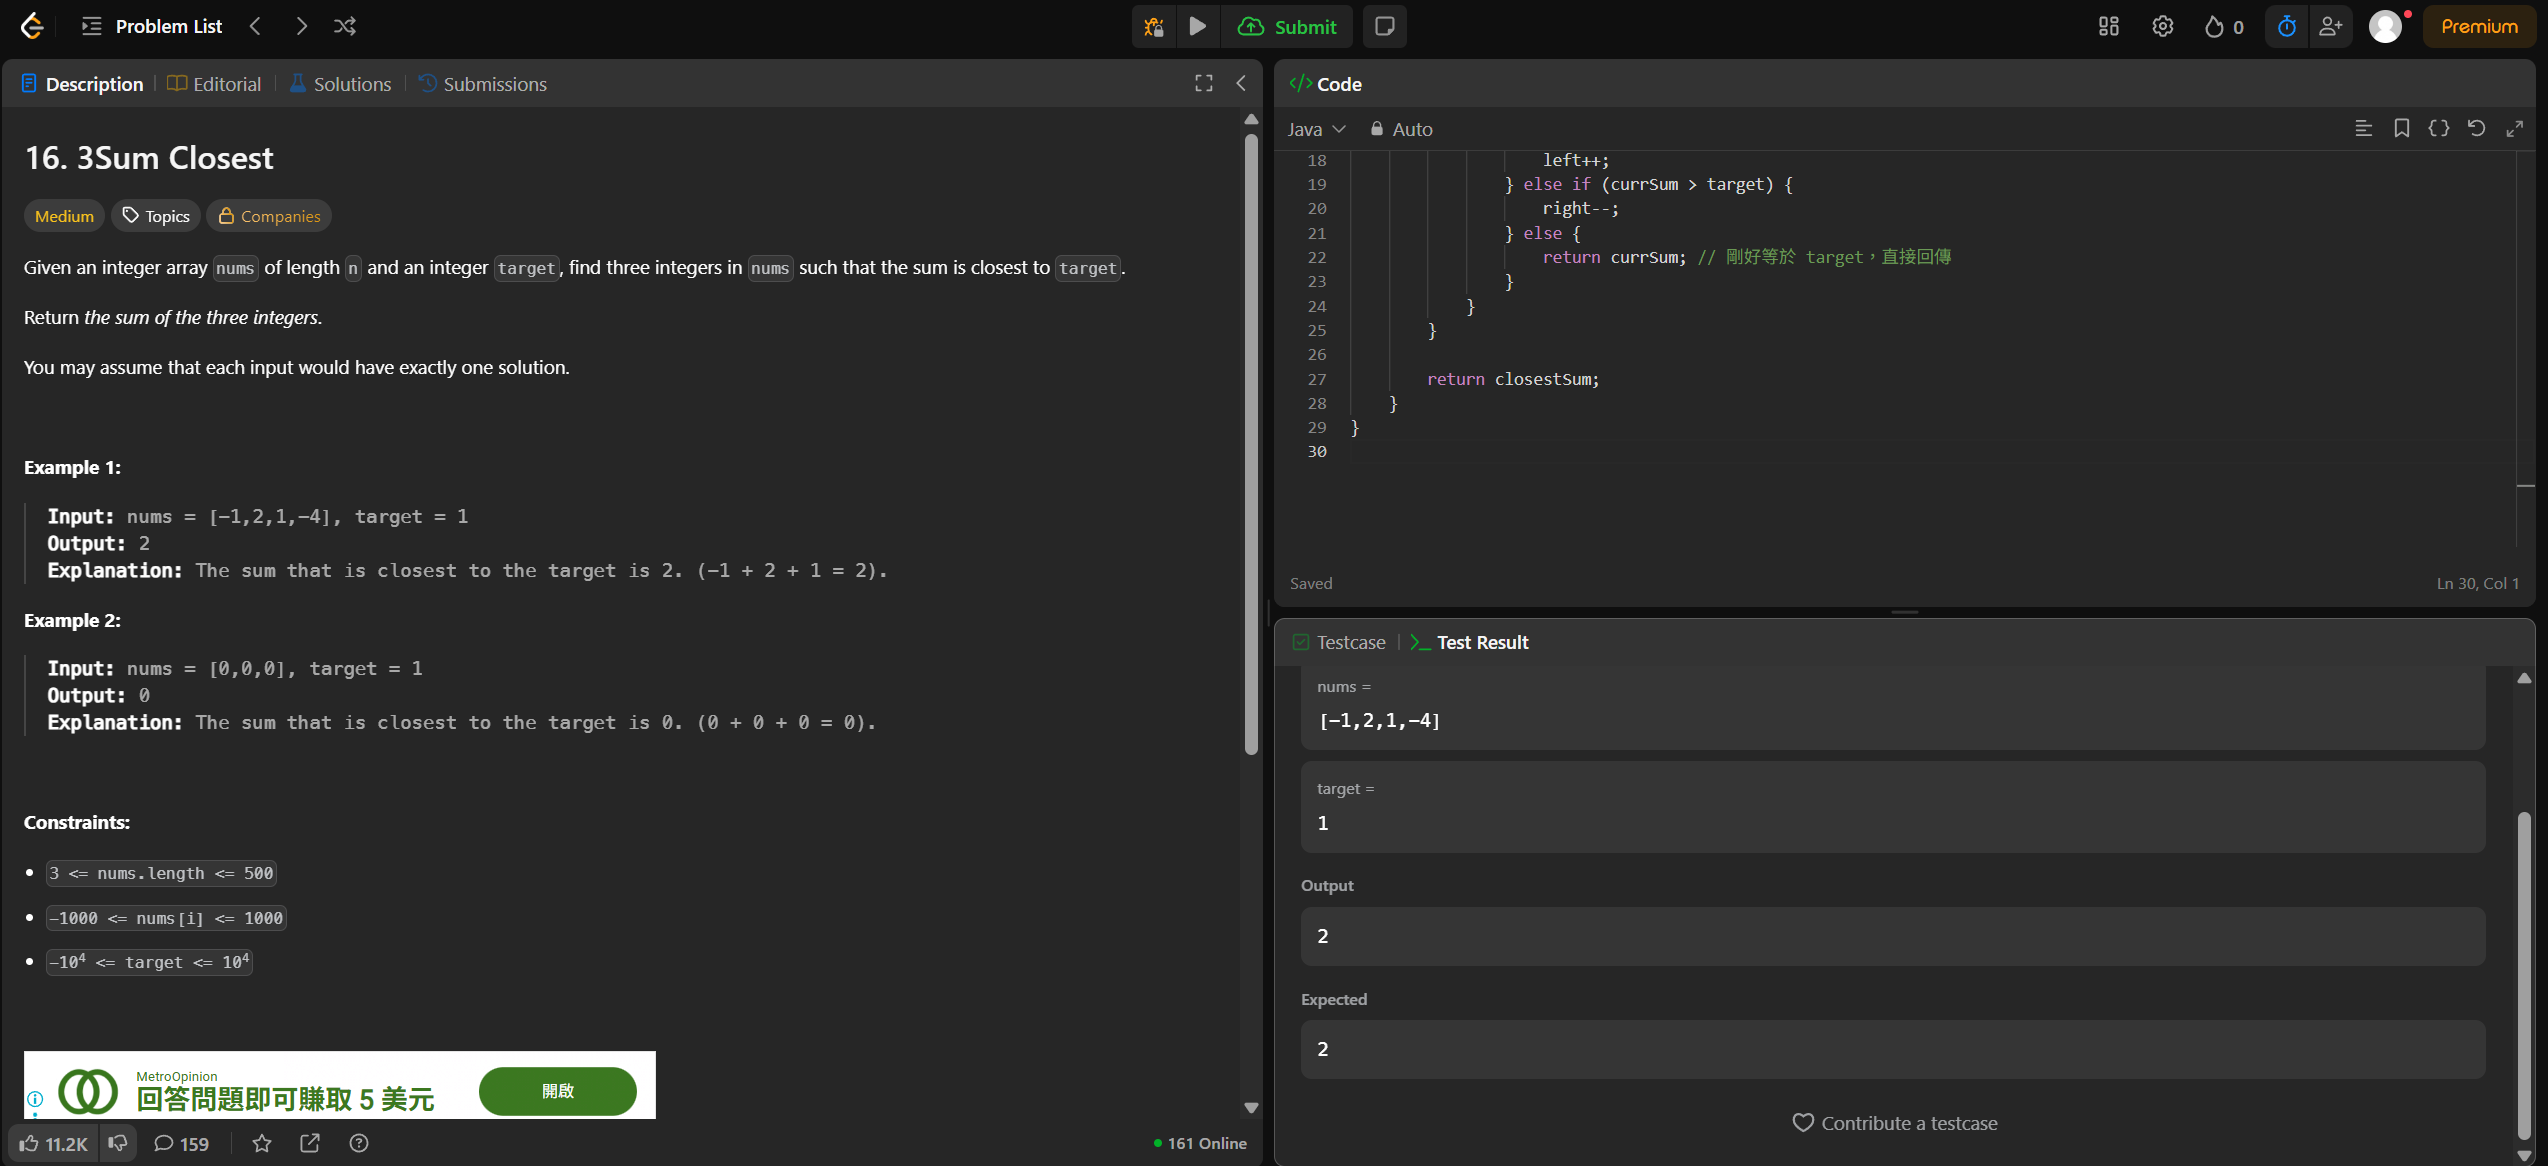 Problem List
Submit
0
Premium
Description
Editorial
Solutions
Submissions
16. 3Sum Closest
Medium
Topics
Companies
Given an integer array nums of length n and an integer target, find three integers in nums such that the sum is closest to target.
Return the sum of the three integers.
You may assume that each input would have exactly one solution.
Example 1:
Input: nums = [-1,2,1,-4], target = 1
Output: 2
Explanation: The sum that is closest to the target is 2. (-1 + 2 + 1 = 2).
Example 2:
Input: nums = [0,0,0], target = 1
Output: 0
Explanation: The sum that is closest to the target is 0. (0 + 0 + 0 = 0).
Constraints:
3 <= nums.length <= 500
-1000 <= nums[i] <= 1000
-10⁴ <= target <= 10⁴
MetroOpinion
回答問題即可賺取 5 美元
開啟
11.2K
159
161 Online
</> Code
Java
Auto
18 left++;
19 } else if (currSum > target) {
20 right--;
21 } else {
22 return currSum; // 剛好等於 target，直接回傳
23 }
24 }
25 }
26
27 return closestSum;
28 }
29 }
30
Saved
Ln 30, Col 1
Testcase
Test Result
nums =
[-1,2,1,-4]
target =
1
Output
2
Expected
2
Contribute a testcase